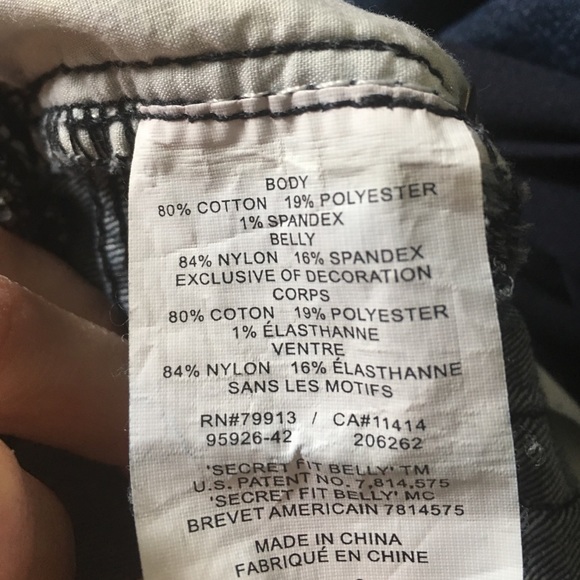 BODY
80% COTTON 19% POLYESTER
1% SPANDEX
BELLY
84% NYLON 16% SPANDEX
EXCLUSIVE OF DECORATION
CORPS
80% COTON 19% POLYESTER
1% ÉLASTHANNE
VENTRE
84% NYLON 16% ÉLASTHANNE
SANS LES MOTIFS
RN#79913 / CA#11414
95926-42 206262
'SECRET FIT BELLY' TM
U.S. PATENT NO. 7,814,575
'SECRET FIT BELLY' MC
BREVET AMERICAIN 7814575
MADE IN CHINA
FABRIQUÉ EN CHINE